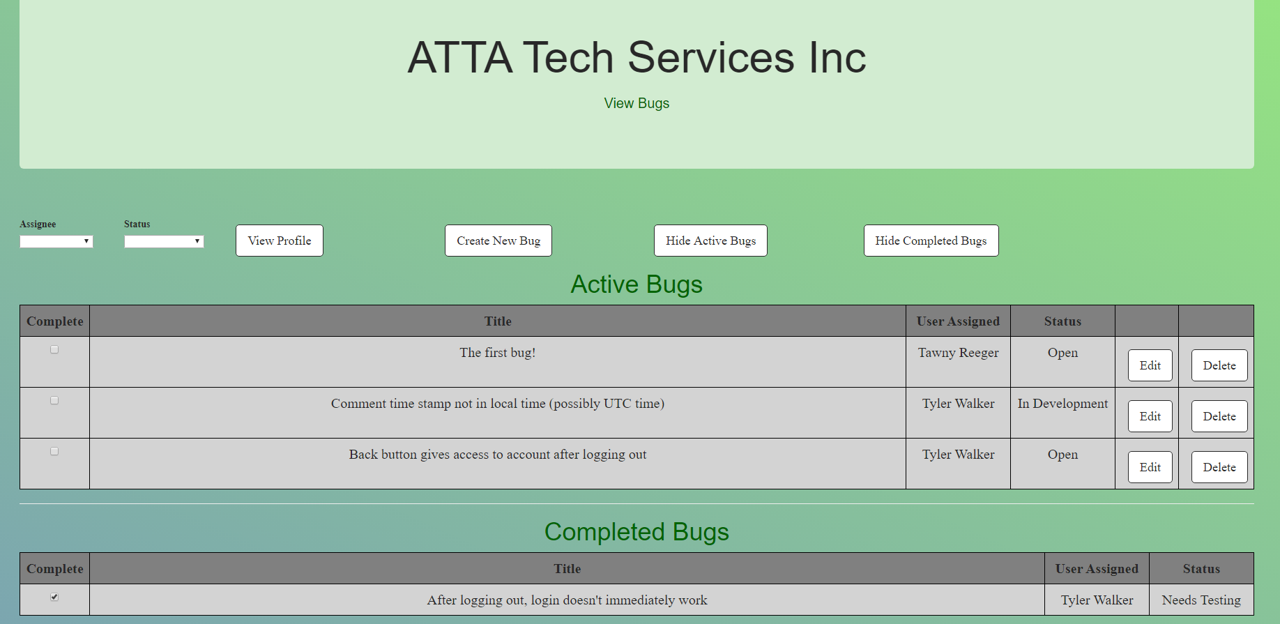 ATTA Tech Services Inc
View Bugs
Assignee Status
View Profile Create New Bug Hide Active Bugs Hide Completed Bugs
Active Bugs
Complete Title User Assigned Status
The first bug! Tawny Reeger Open Edit Delete
Comment time stamp not in local time (possibly UTC time) Tyler Walker In Development Edit Delete
Back button gives access to account after logging out Tyler Walker Open Edit Delete
Completed Bugs
Complete Title User Assigned Status
After logging out, login doesn't immediately work Tyler Walker Needs Testing